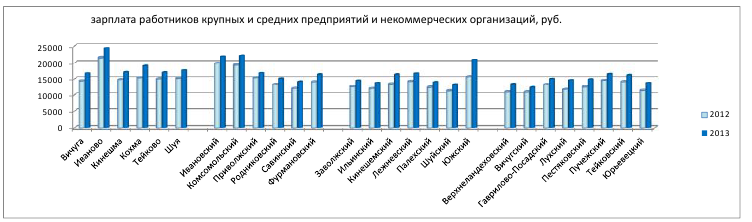 зарплата работников крупных и средних предприятий и некоммерческих организаций, руб.
25000
20000
15000
10000
5000
0
Вичуга
Иваново
Кинешма
Кохма
Тейково
Шуя
Ивановский
Комсомольский
Приволжский
Родниковский
Савинский
Фурмановский
Заволжский
Ильинский
Кинешемский
Лежневский
Палехский
Шуйский
Южский
Верхнеландеховский
Вичугский
Гаврилово-Посадский
Лухский
Пестяковский
Пучежский
Тейковский
Юрьевецкий
2012
2013